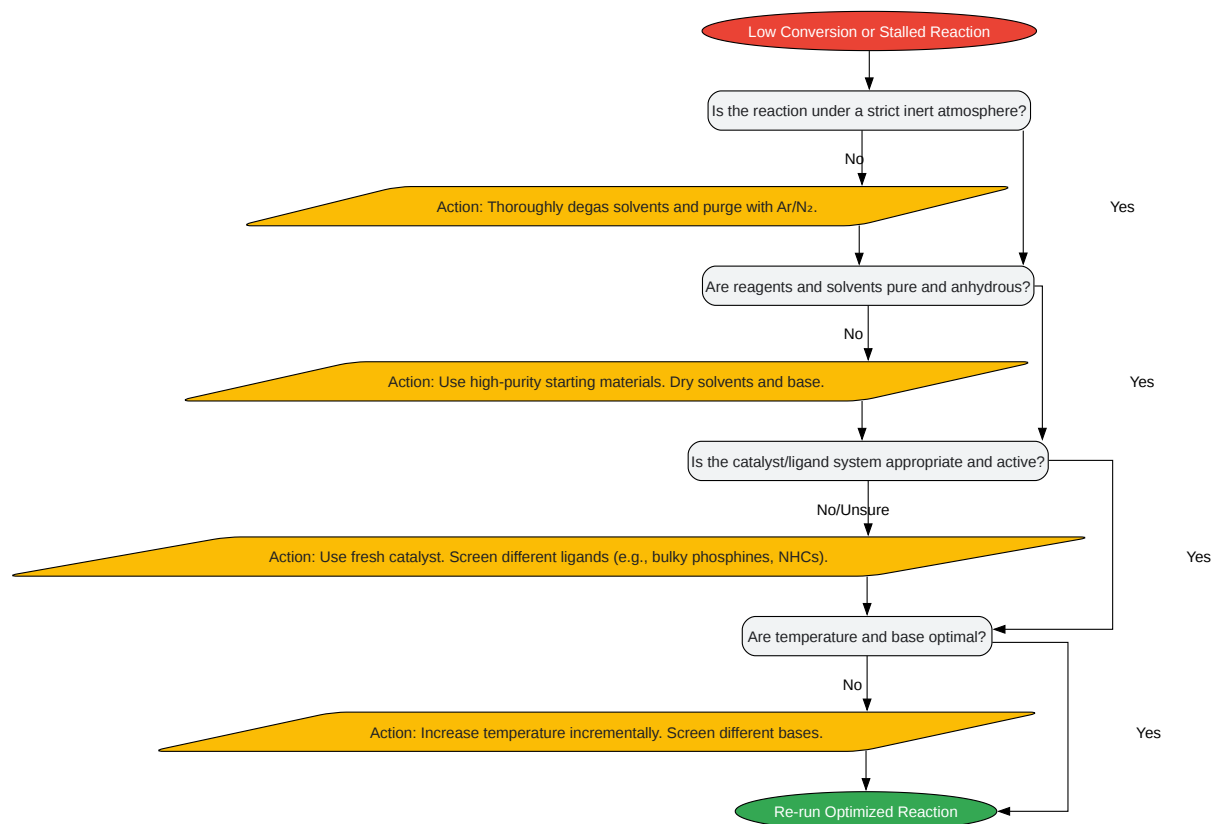 Low Conversion or Stalled Reaction
Is the reaction under a strict inert atmosphere?
No
Action: Thoroughly degas solvents and purge with Ar/N₂.
Yes
Are reagents and solvents pure and anhydrous?
No
Action: Use high-purity starting materials. Dry solvents and base.
Yes
Is the catalyst/ligand system appropriate and active?
No/Unsure
Action: Use fresh catalyst. Screen different ligands (e.g., bulky phosphines, NHCs).
Yes
Are temperature and base optimal?
No
Action: Increase temperature incrementally. Screen different bases.
Yes
Re-run Optimized Reaction